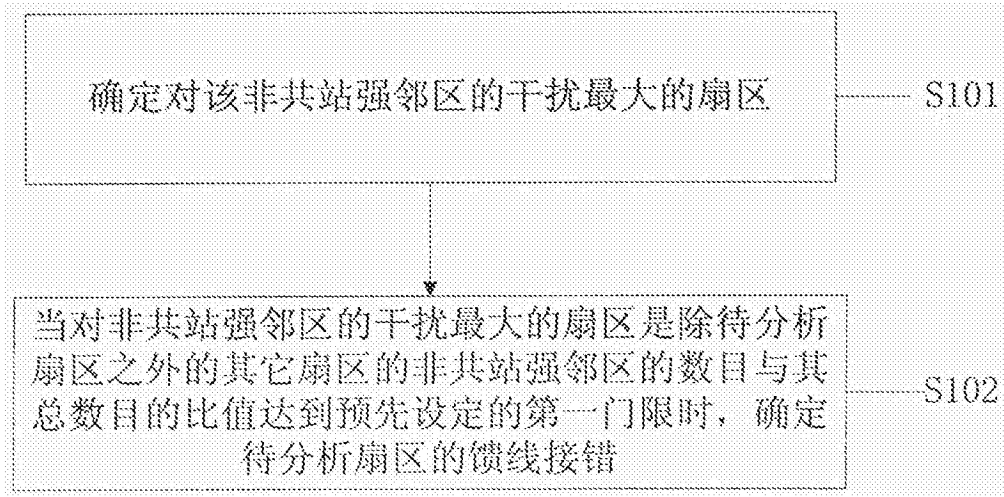 确定对该非共站强邻区的干扰最大的扇区
S101
当对非共站强邻区的干扰最大的扇区是除待分析
扇区之外的其它扇区的非共站强邻区的数目与其
总数目的比值达到预先设定的第一门限时，确定
待分析扇区的馈线接错
S102